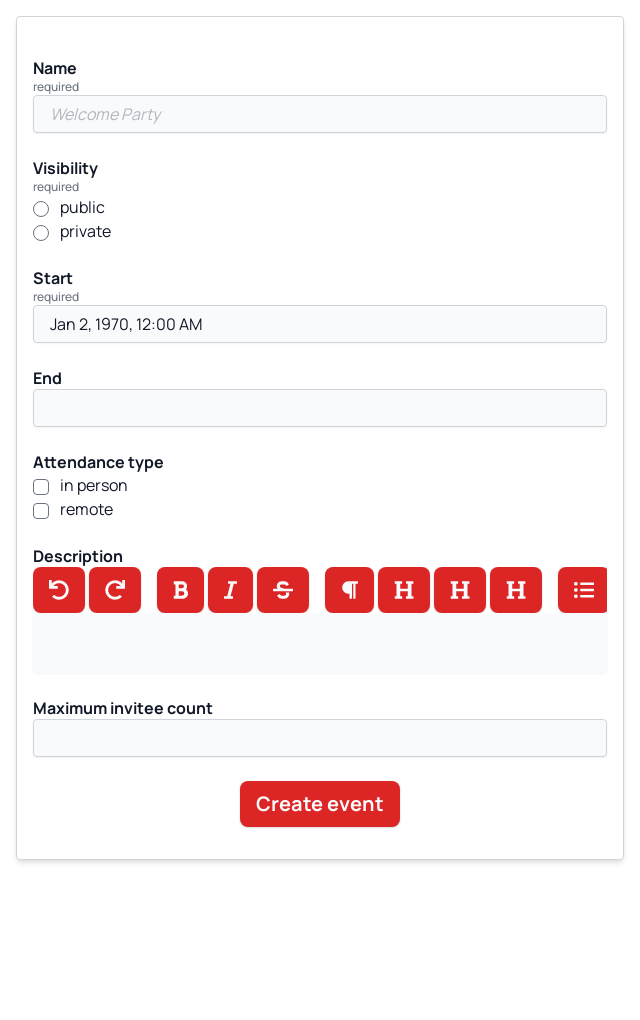 Name
required
Welcome Party
Visibility
required
public
private
Start
required
Jan 2, 1970, 12:00 AM
End
Attendance type
in person
remote
Description
B I S ¶ H H H
Maximum invitee count
Create event